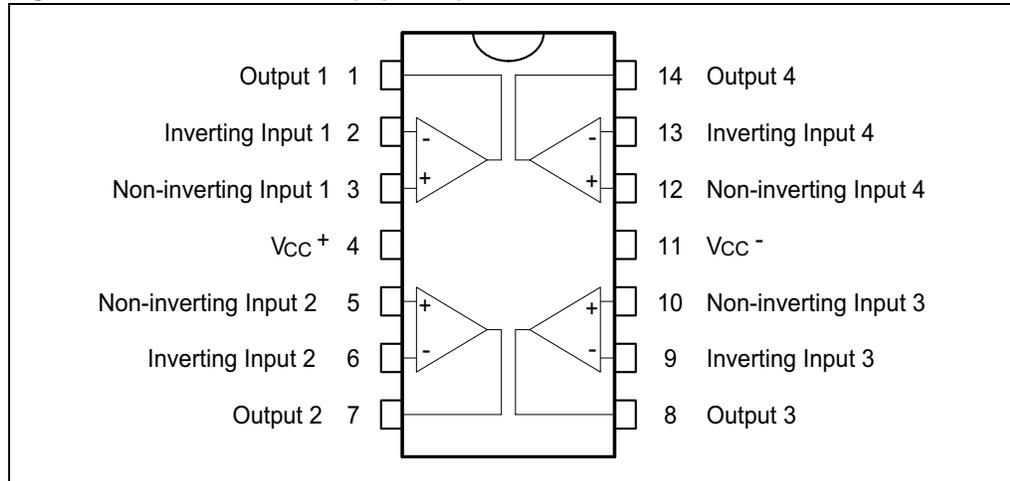 Output 1 1
Inverting Input 1 2
Non-inverting Input 1 3
VCC + 4
Non-inverting Input 2 5
Inverting Input 2 6
Output 2 7
14 Output 4
13 Inverting Input 4
12 Non-inverting Input 4
11 VCC -
10 Non-inverting Input 3
9 Inverting Input 3
8 Output 3
-
+
-
+
+
-
+
-